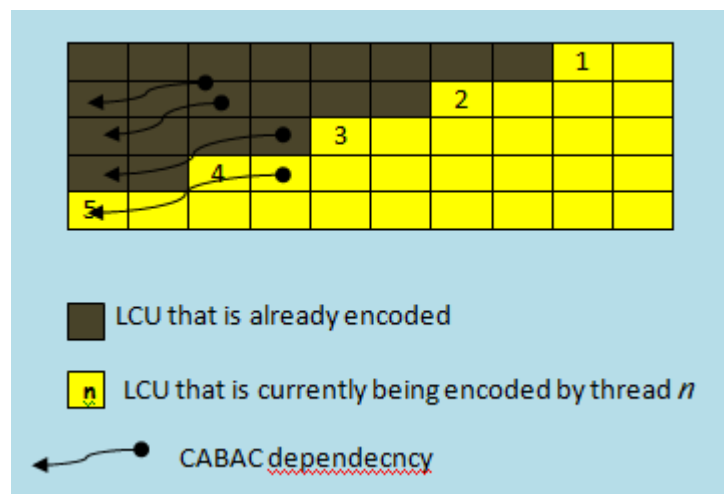 1
2
3
4
5
LCU that is already encoded
n LCU that is currently being encoded by thread n
CABAC dependecncy